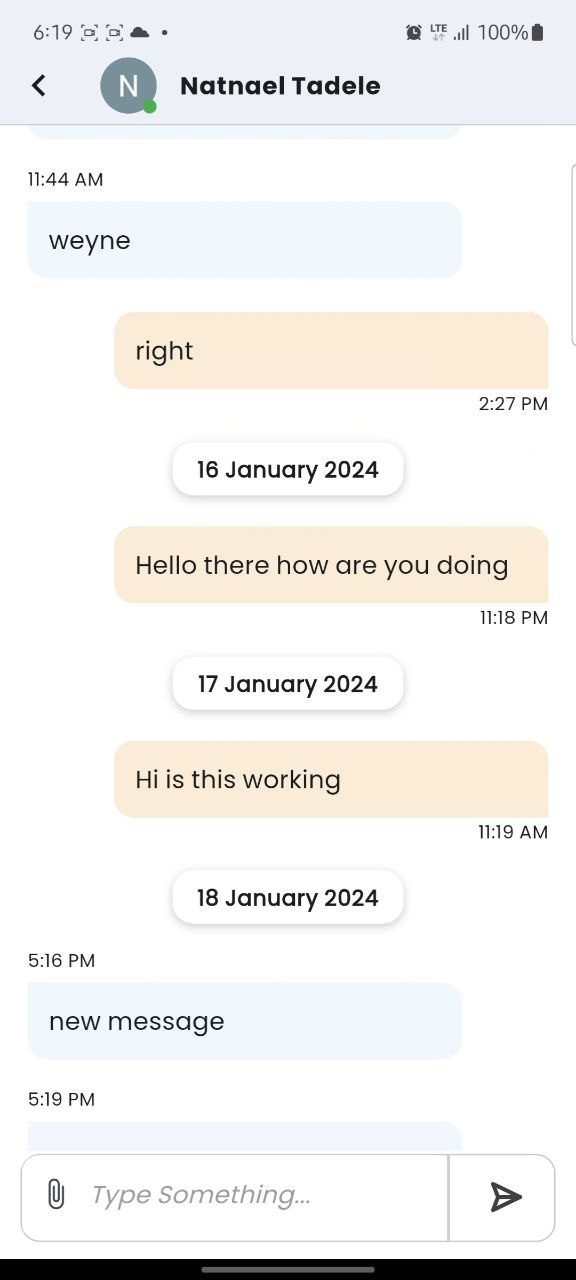 6:19
LTE
100%
N
Natnael Tadele
11:44 AM
weyne
right
2:27 PM
16 January 2024
Hello there how are you doing
11:18 PM
17 January 2024
Hi is this working
11:19 AM
18 January 2024
5:16 PM
new message
5:19 PM
Type Something...